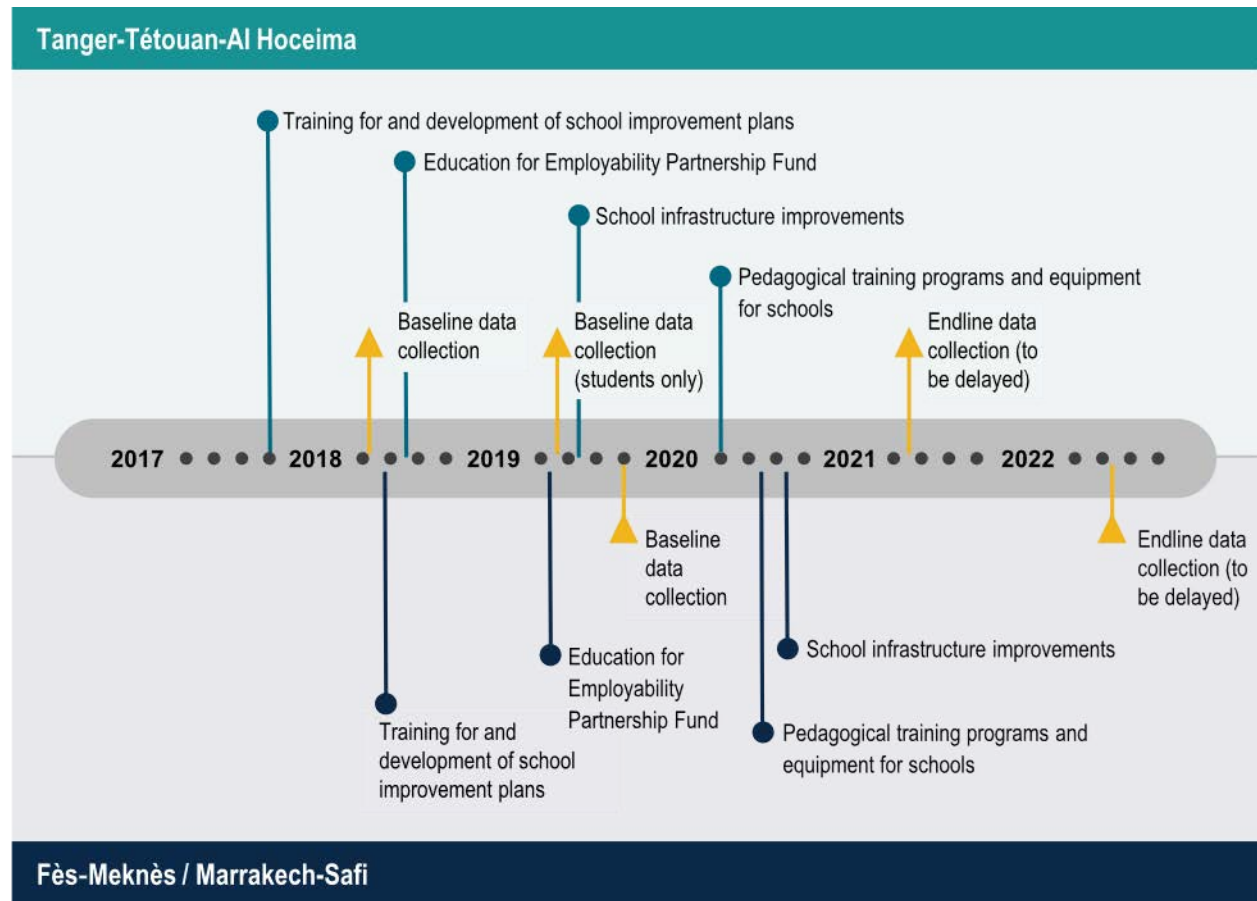 Tanger-Tétouan-Al Hoceima
Training for and development of school improvement plans
Education for Employability Partnership Fund
School infrastructure improvements
Pedagogical training programs and equipment
for schools
Baseline data
collection
Baseline data
collection
(students only)
Endline data
collection (to
be delayed)
2017 2018 2019 2020 2021 2022
Baseline
data
collection
Endline data
collection (to
be delayed)
School infrastructure improvements
Education for
Employability
Partnership Fund
Training for and
development of school
improvement plans
Pedagogical training programs and
equipment for schools
Fès-Meknès / Marrakech-Safi